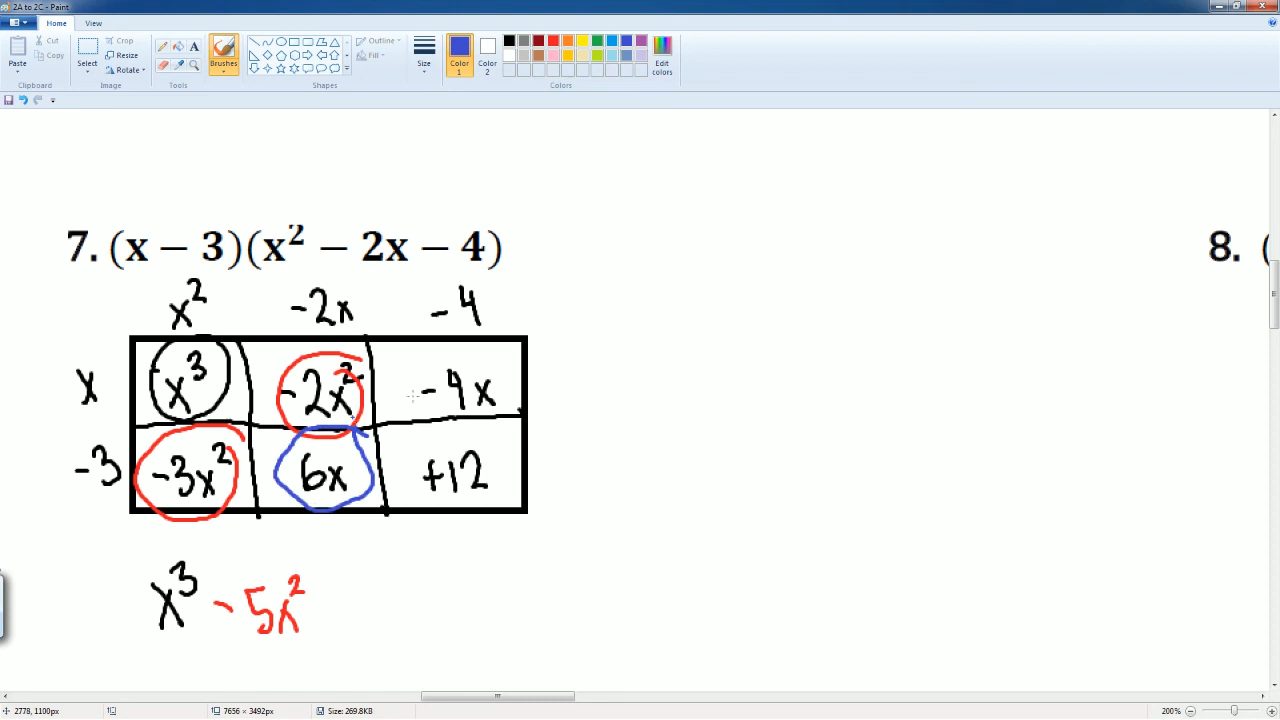 2A to 2C - Paint
Home View
Cut
Copy
Paste
Crop
Resize
Rotate
Select
Brushes
Outline
Fill
Size
Color 1
Color 2
Edit colors
Clipboard Image Tools Shapes Colors
7. (x − 3)(x² − 2x − 4)
8. (
x² -2x -4
x x³ -2x² -4x
-3 -3x² 6x +12
x³ - 5x²
2778, 1100px 7656 × 3492px Size: 269.8KB 200%